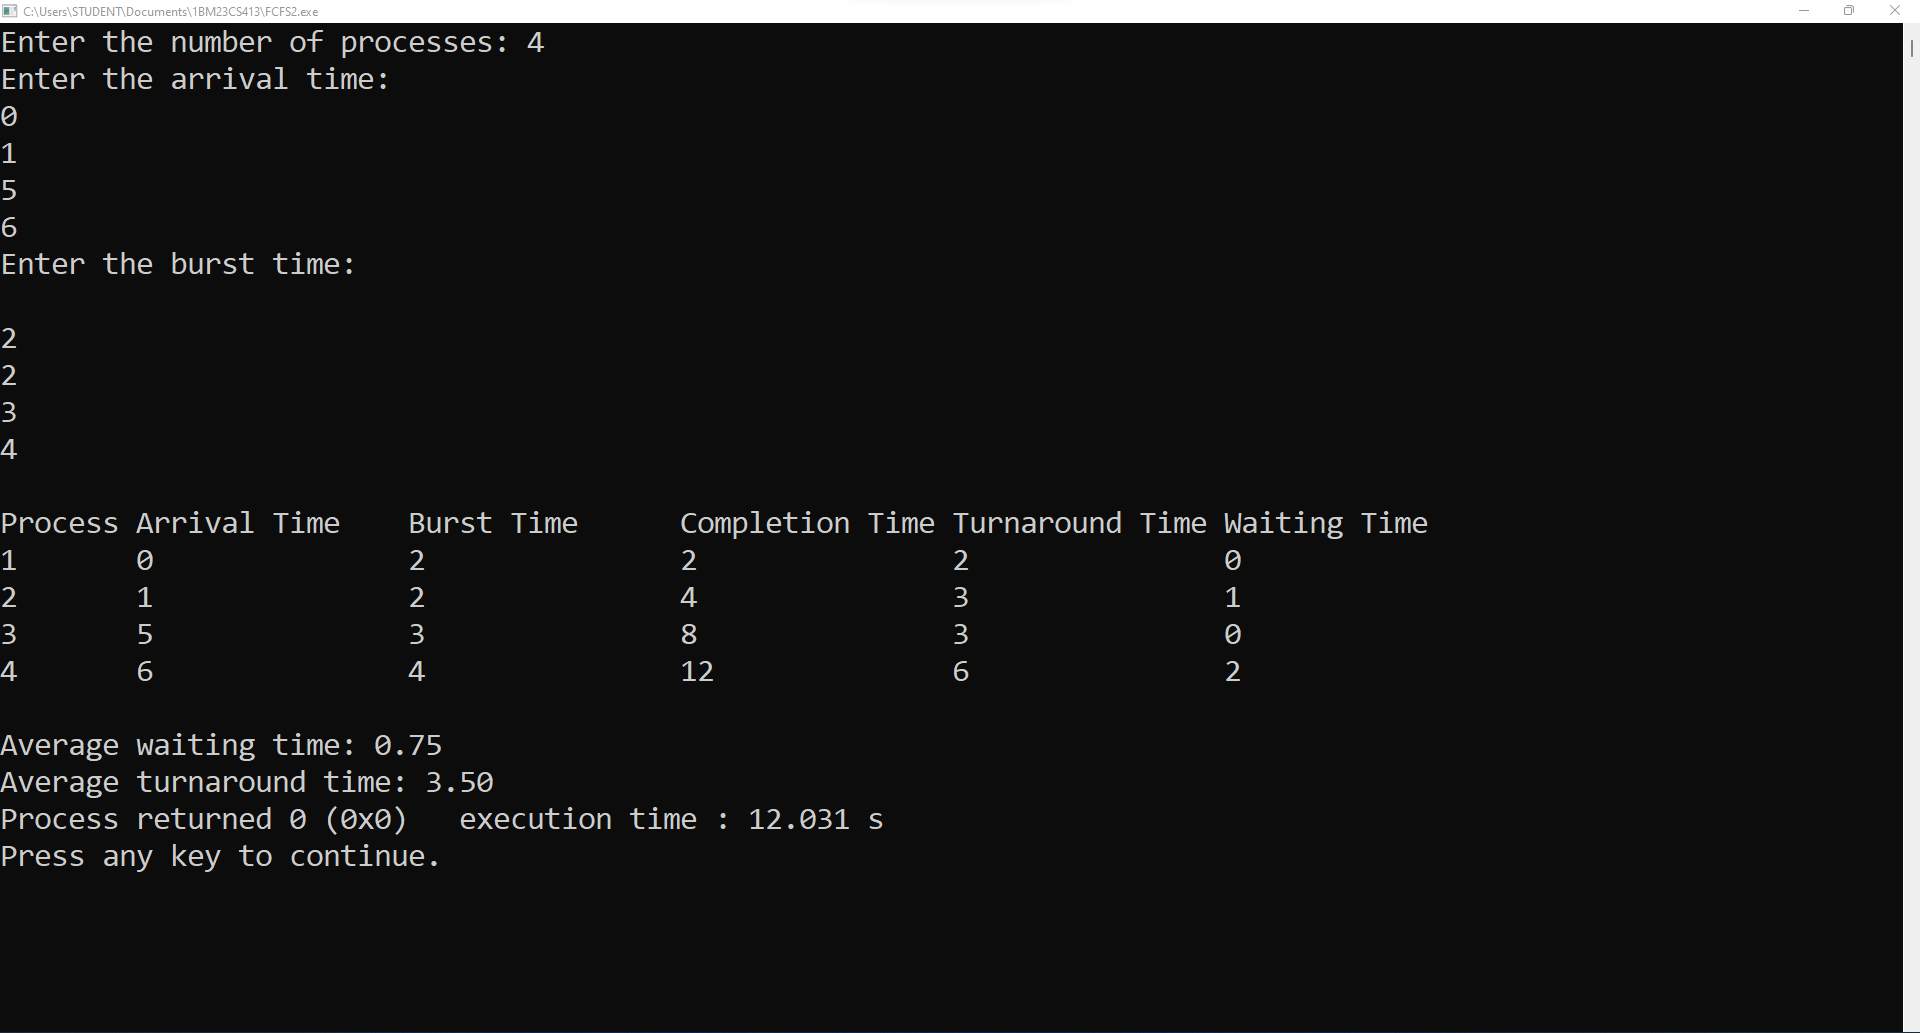 C:\Users\STUDENT\Documents\1BM23CS413\FCFS2.exe
Enter the number of processes: 4
Enter the arrival time:
0
1
5
6
Enter the burst time:
2
2
3
4
Process Arrival Time    Burst Time      Completion Time Turnaround Time Waiting Time
1       0               2               2               2               0
2       1               2               4               3               1
3       5               3               8               3               0
4       6               4               12              6               2
Average waiting time: 0.75
Average turnaround time: 3.50
Process returned 0 (0x0)   execution time : 12.031 s
Press any key to continue.